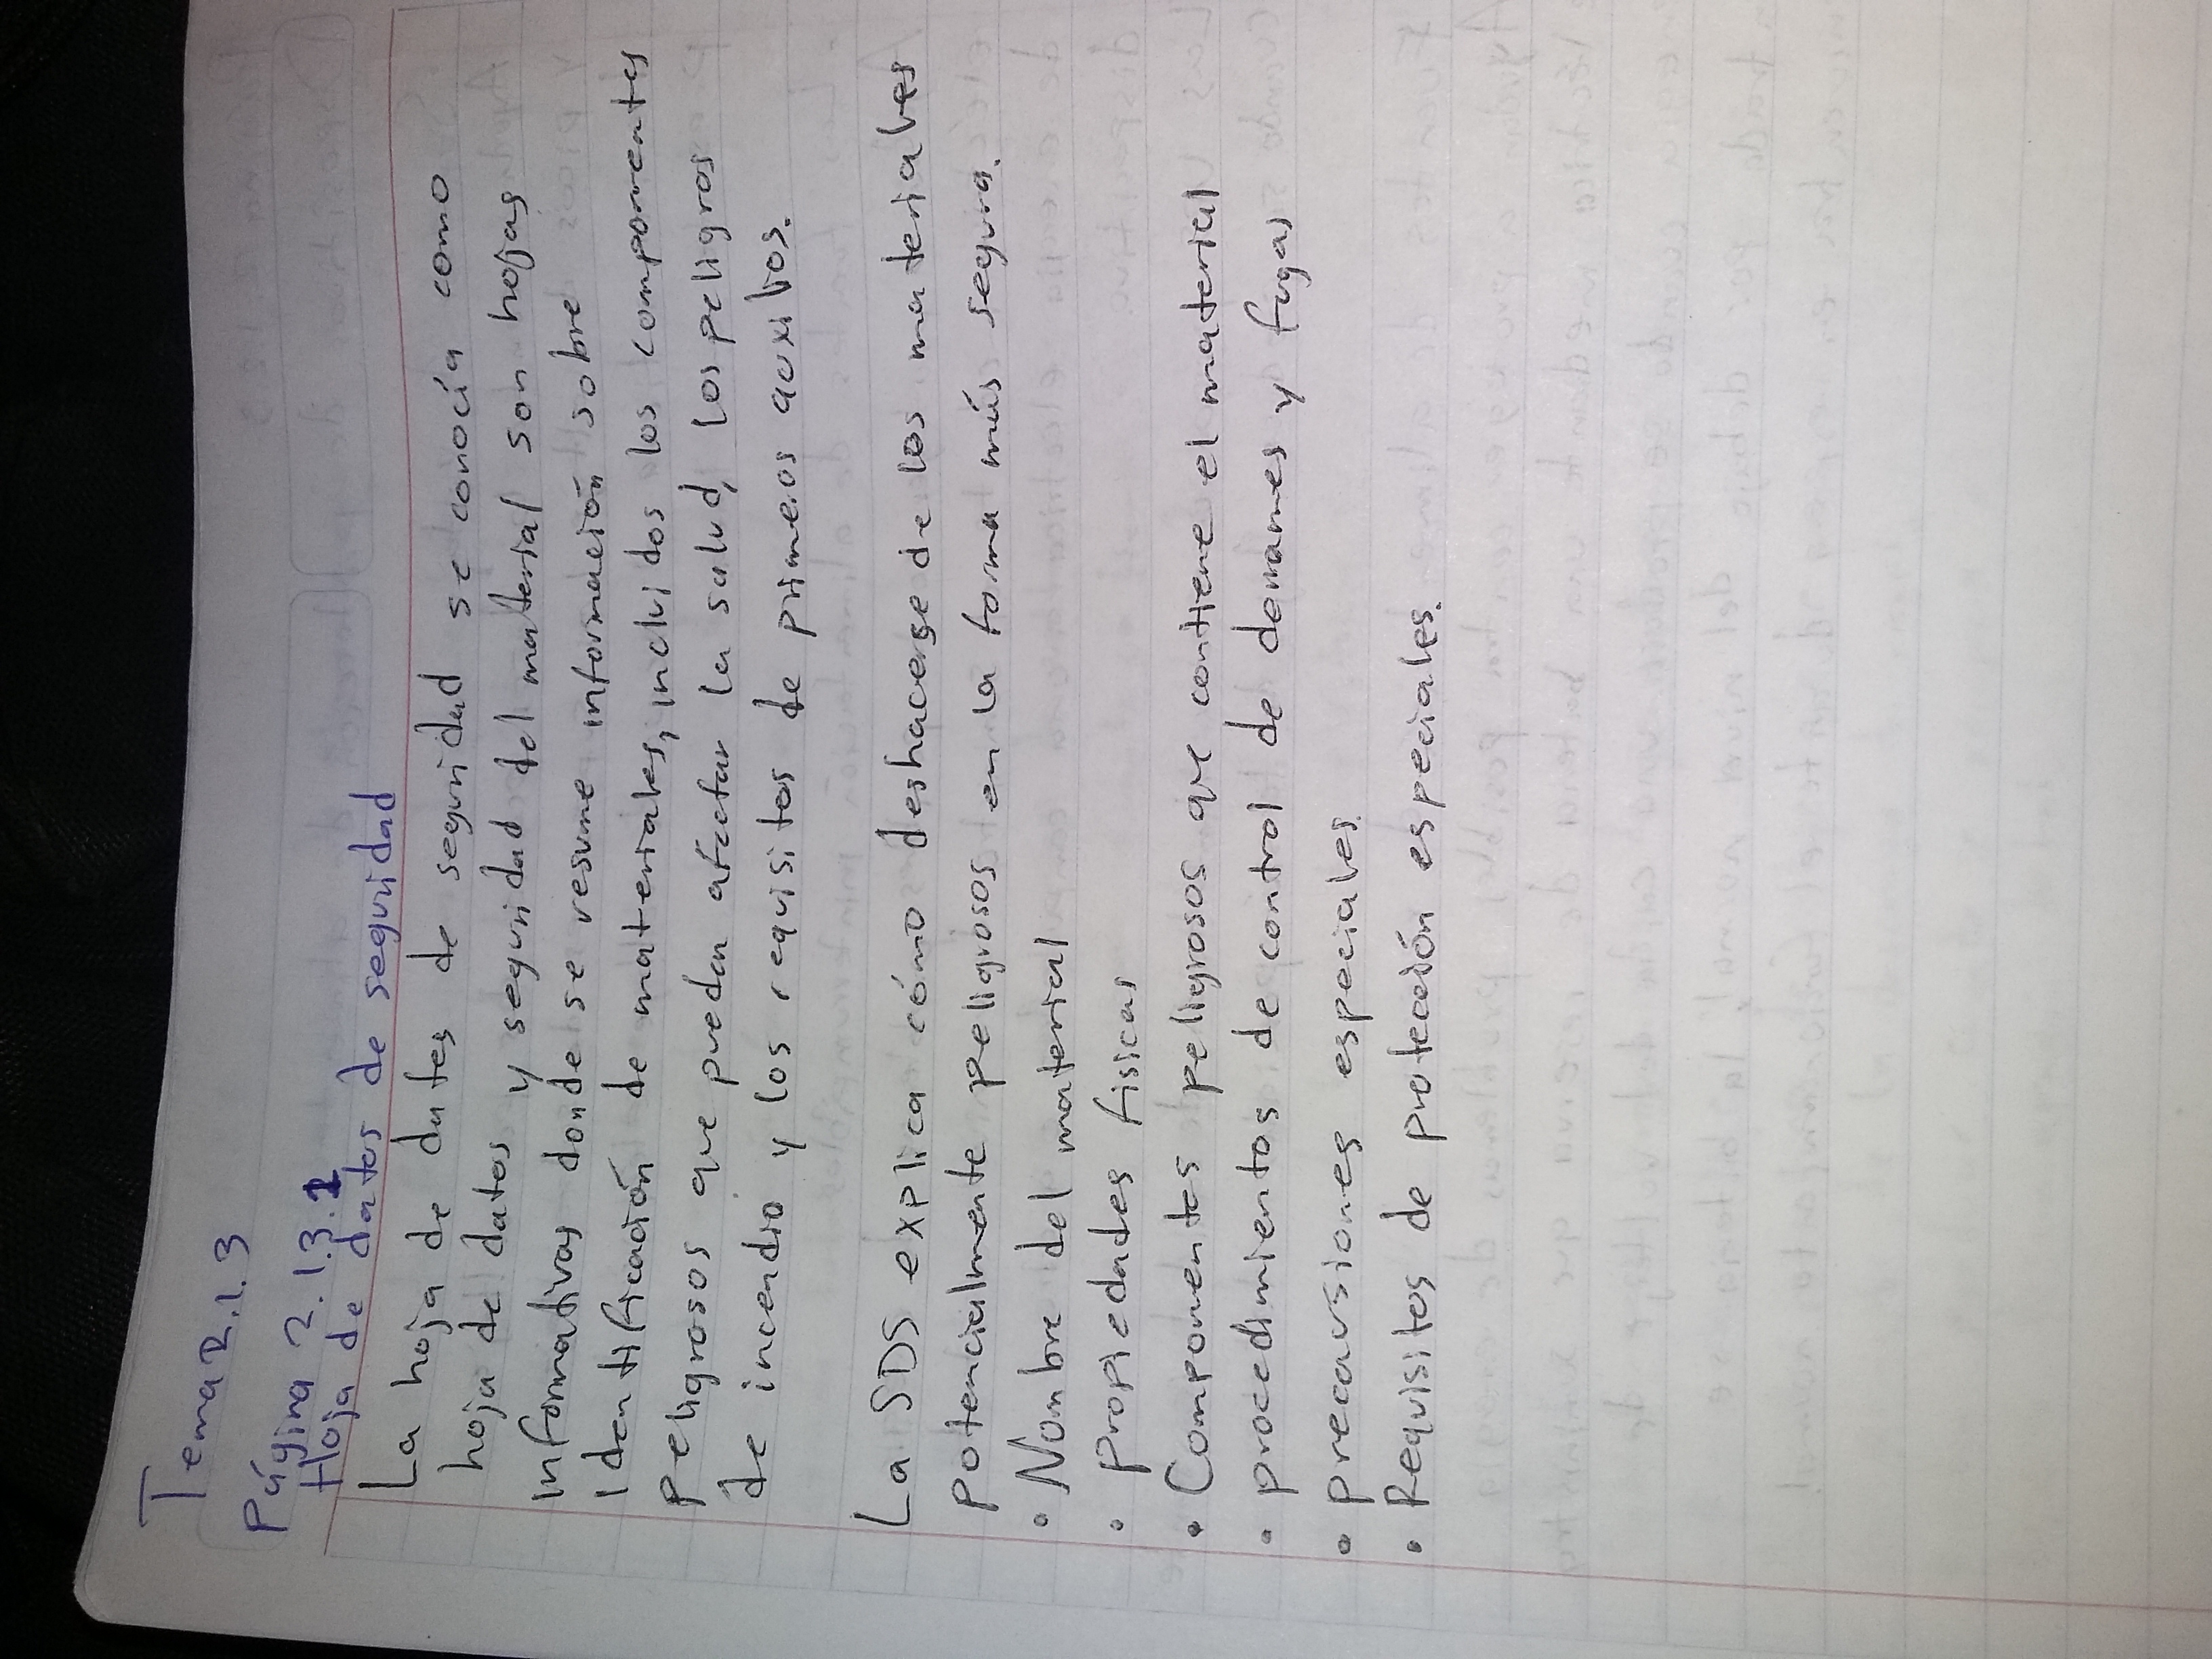 Tema 2.1.3
Página 2.1.3.2
Hoja de datos de seguridad
La hoja de dates de seguridad se conocía como
hoja de datos y seguridad del material son hojas
informativas donde se resume información sobre
Identificación de materiales, incluidos los componentes
peligrosos que pueden afectar la salud, los peligros
de incendio y los requisitos de primeros auxilios.
La SDS explica cómo deshacerse de los materiales
potencialmente peligrosos en la forma más segura.
• Nombre del material
• propiedades fisicas
• Componentes peligrosos que contiene el material
• procedimientos de control de derrames y fugas
• precausiones especiales.
• Requisitos de protección especiales.